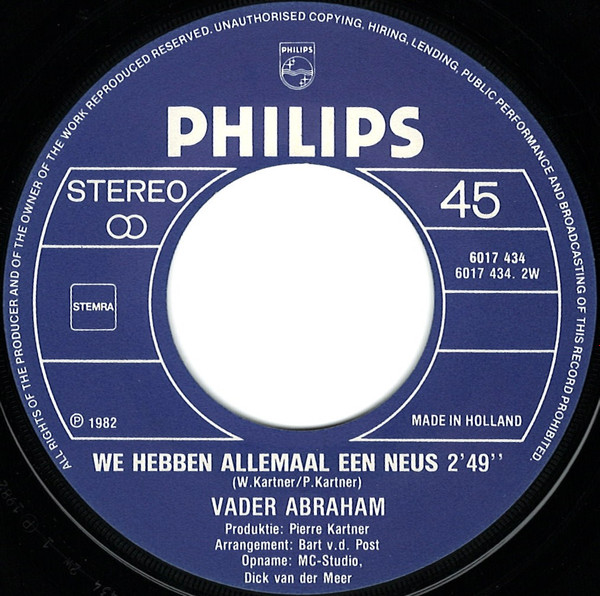 ALL RIGHTS OF THE PRODUCER AND OF THE OWNER OF THE WORK REPRODUCED RESERVED. UNAUTHORISED COPYING, HIRING, LENDING, PUBLIC PERFORMANCE AND BROADCASTING OF THIS RECORD PROHIBITED.
PHILIPS
PHILIPS
STEREO
45
6017 434
6017 434. 2W
STEMRA
℗ 1982
MADE IN HOLLAND
WE HEBBEN ALLEMAAL EEN NEUS 2'49''
(W.Kartner/P.Kartner)
VADER ABRAHAM
Produktie: Pierre Kartner
Arrangement: Bart v.d. Post
Opname: MC-Studio,
Dick van der Meer